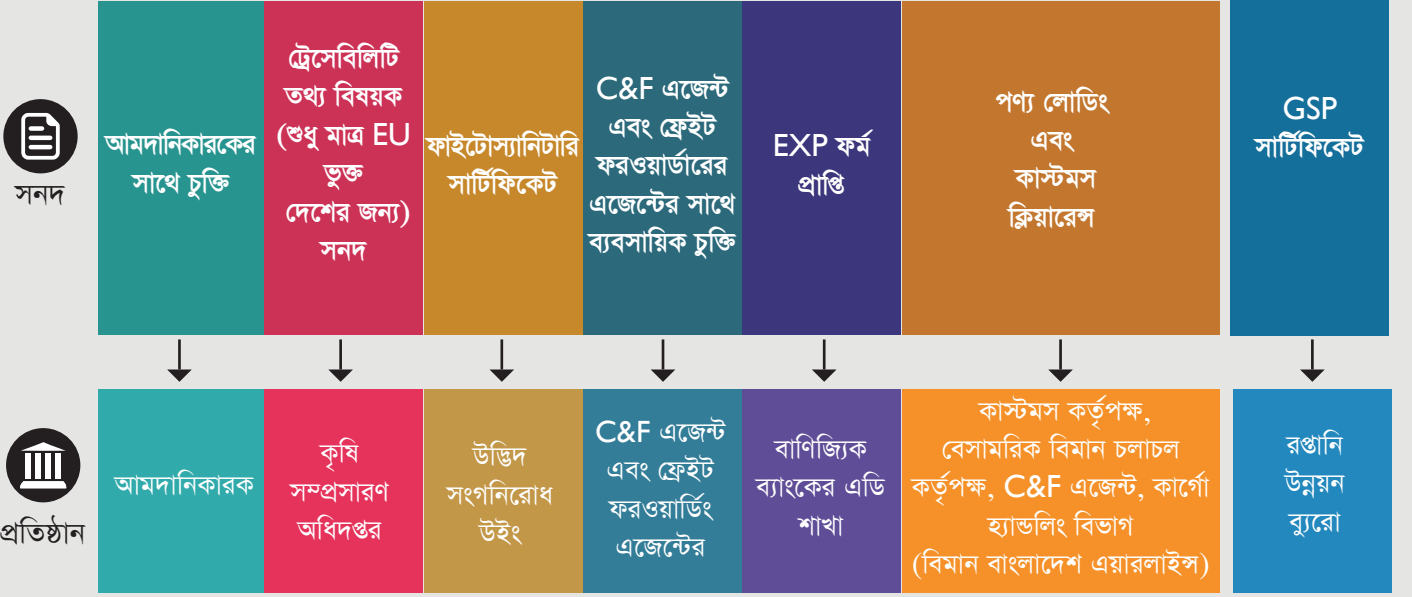 সনদ
আমদানিকারকের
সাথে চুক্তি
ট্রেসেবিলিটি
তথ্য বিষয়ক
(শুধু মাত্র EU
ভুক্ত
দেশের জন্য)
সনদ
ফাইটোস্যানিটারি
সার্টিফিকেট
C&F এজেন্ট
এবং ফ্রেইট
ফরওয়ার্ডারের
এজেন্টের সাথে
ব্যবসায়িক চুক্তি
EXP ফর্ম
প্রাপ্তি
পণ্য লোডিং
এবং
কাস্টমস
ক্লিয়ারেন্স
GSP
সার্টিফিকেট
প্রতিষ্ঠান
আমদানিকারক
কৃষি
সম্প্রসারণ
অধিদপ্তর
উদ্ভিদ
সংগনিরোধ
উইং
C&F এজেন্ট
এবং ফ্রেইট
ফরওয়ার্ডিং
এজেন্টের
বাণিজ্যিক
ব্যাংকের এডি
শাখা
কাস্টমস কর্তৃপক্ষ,
বেসামরিক বিমান চলাচল
কর্তৃপক্ষ, C&F এজেন্ট, কার্গো
হ্যান্ডলিং বিভাগ
(বিমান বাংলাদেশ এয়ারলাইন্স)
রপ্তানি
উন্নয়ন
ব্যুরো